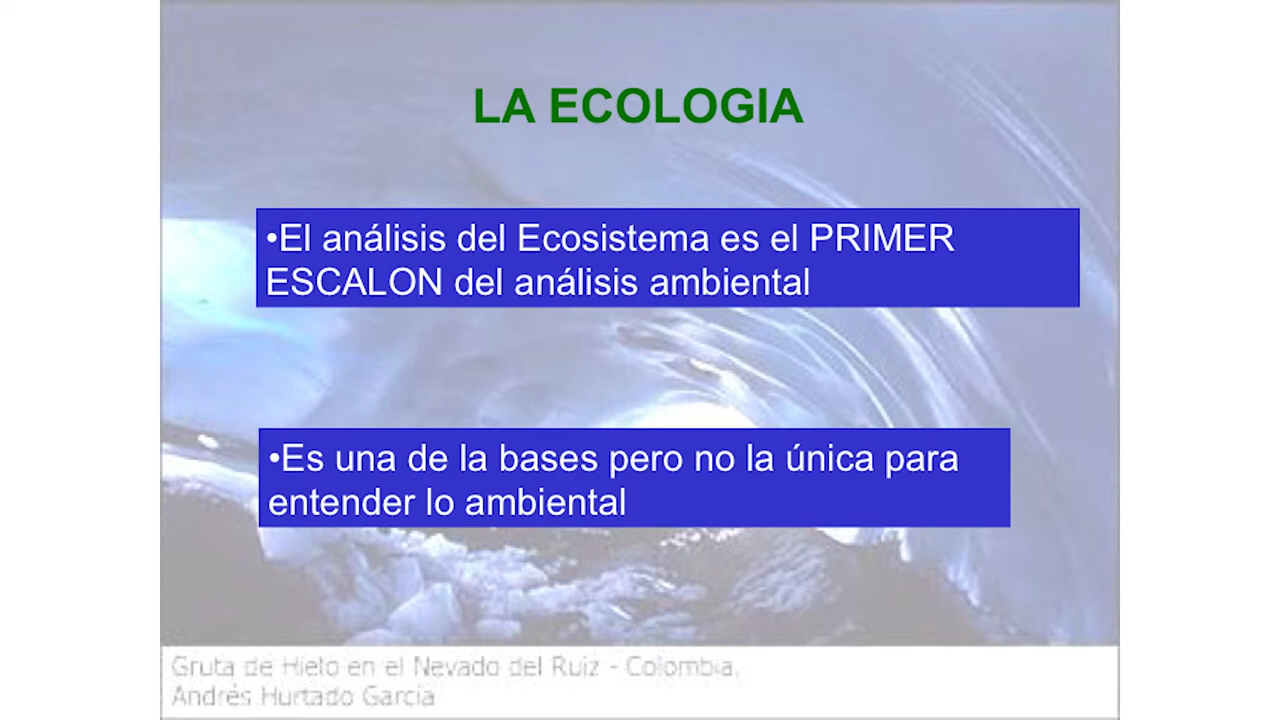 LA ECOLOGIA
•El análisis del Ecosistema es el PRIMER
ESCALON del análisis ambiental
•Es una de la bases pero no la única para
entender lo ambiental
Gruta de Hielo en el Nevado del Ruiz - Colombia.
Andrés Hurtado García